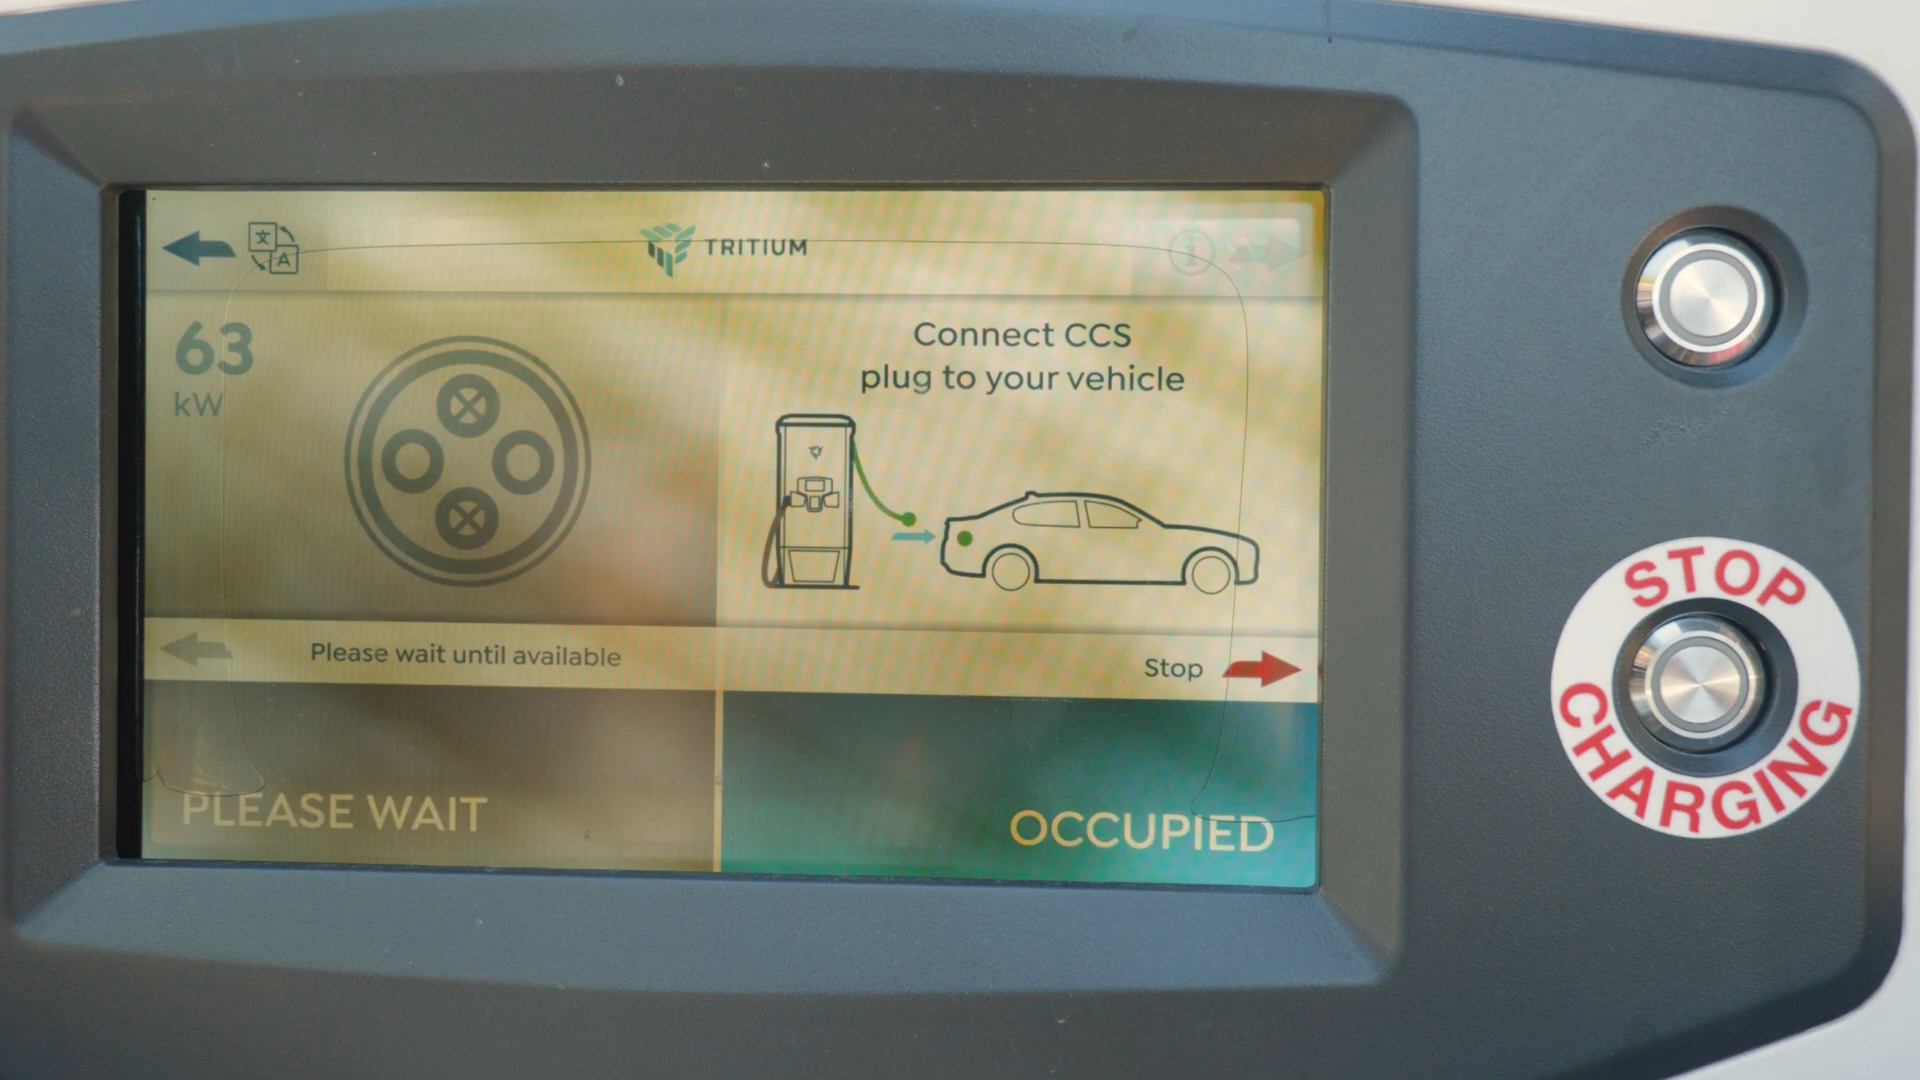 文
A
TRITIUM
i
63
kW
Connect CCS
plug to your vehicle
Please wait until available
Stop
PLEASE WAIT
OCCUPIED
STOP
CHARGING